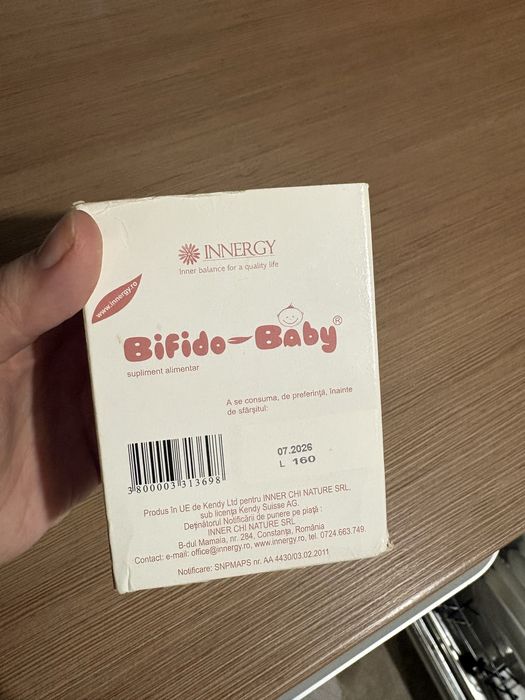 INNERGY
Inner balance for a quality life
www.innergy.ro
Bifido-Baby®
supliment alimentar
A se consuma, de preferință, înainte
de sfârșitul:
07.2026
L 160
3 800003 313698
Produs în UE de Kendy Ltd pentru INNER CHI NATURE SRL.
sub licența Kendy Suisse AG.
Deținătorul Notificării de punere pe piață :
INNER CHI NATURE SRL
B-dul Mamaia, nr. 284, Constanța, România
Contact: e-mail: office@innergy.ro, www.innergy.ro, tel. 0724.663.749.
Notificare: SNPMAPS nr. AA 4430/03.02.2011